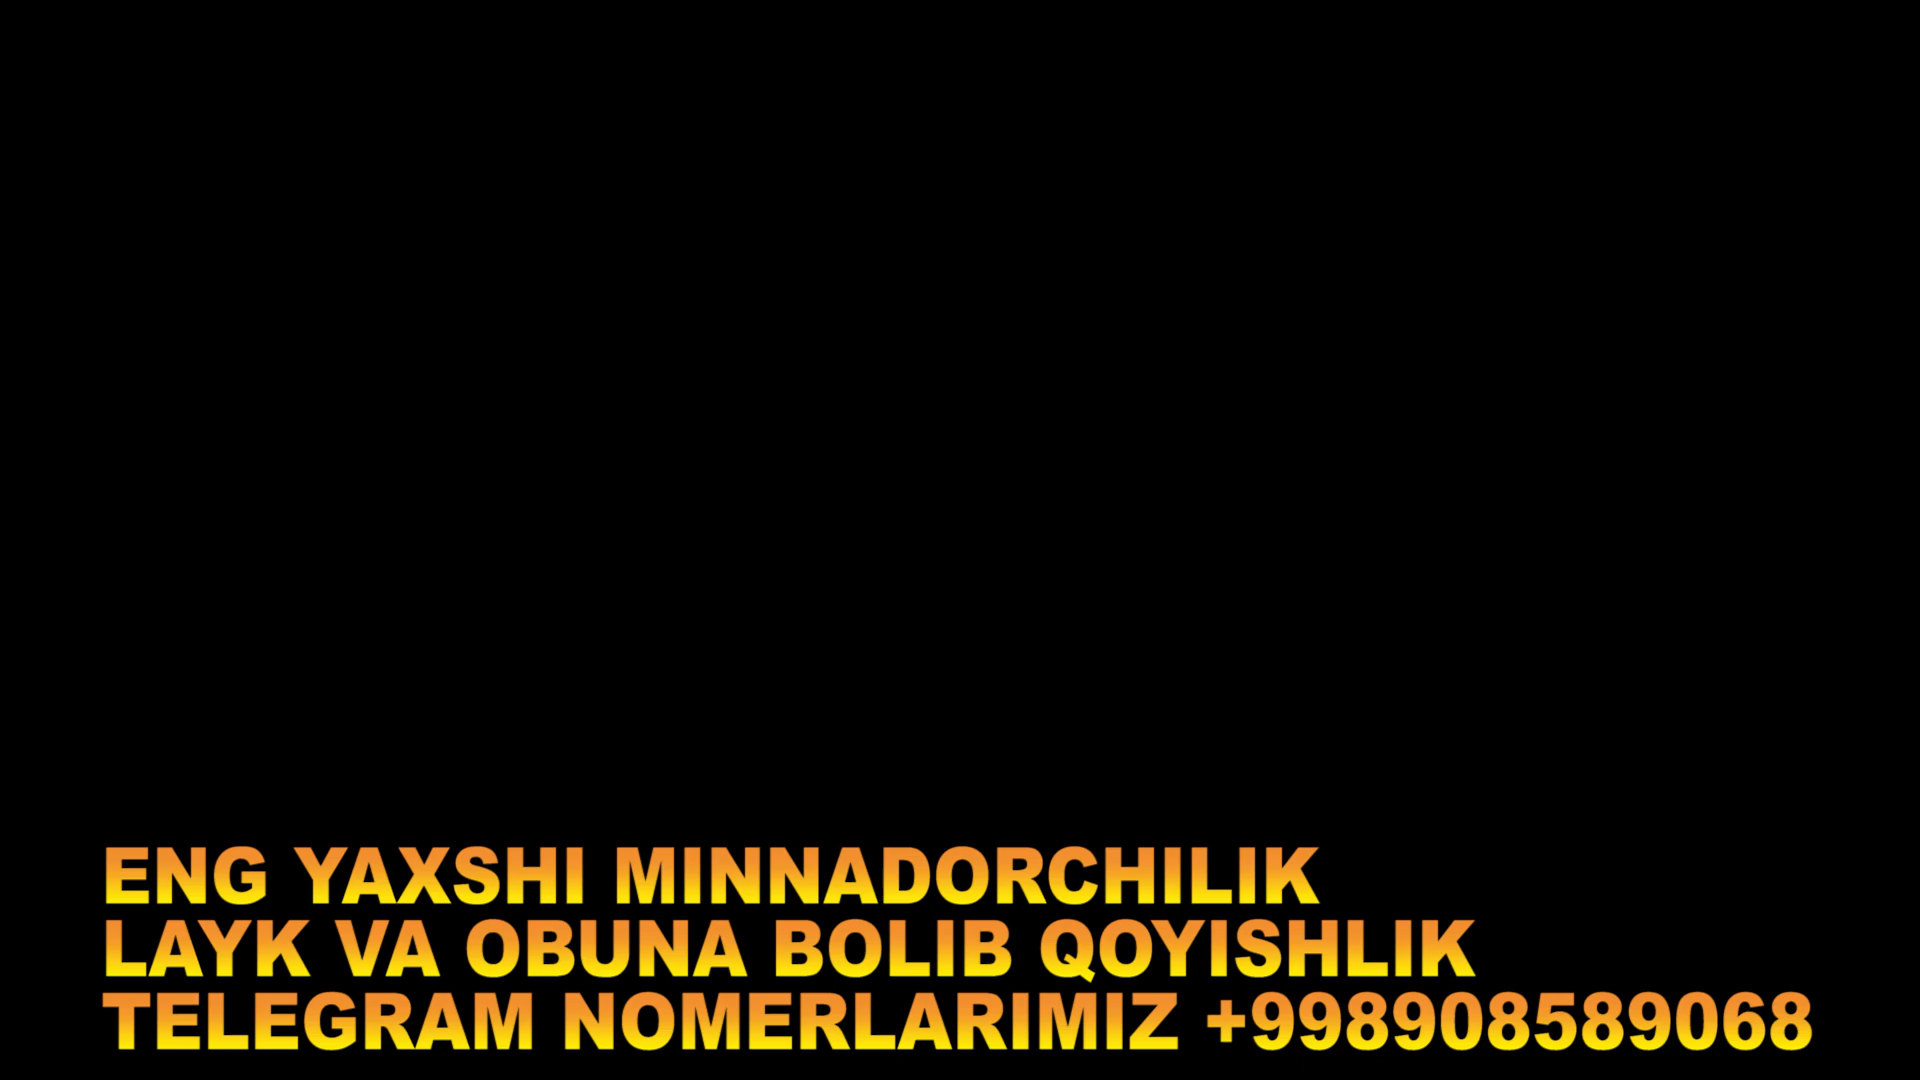 ENG YAXSHI MINNADORCHILIK
LAYK VA OBUNA BOLIB QOYISHLIK
TELEGRAM NOMERLARIMIZ +998908589068